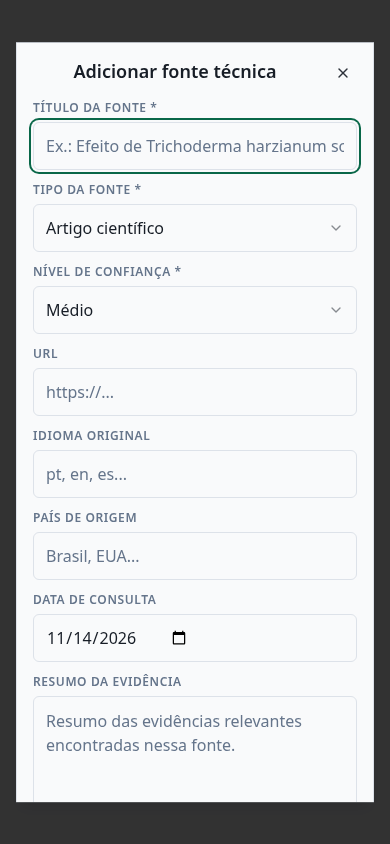 Adicionar fonte técnica
TÍTULO DA FONTE *
Ex.: Efeito de Trichoderma harzianum
TIPO DA FONTE *
Artigo científico
NÍVEL DE CONFIANÇA *
Médio
URL
https://...
IDIOMA ORIGINAL
pt, en, es...
PAÍS DE ORIGEM
Brasil, EUA...
DATA DE CONSULTA
11/14/2026
RESUMO DA EVIDÊNCIA
Resumo das evidências relevantes
encontradas nessa fonte.